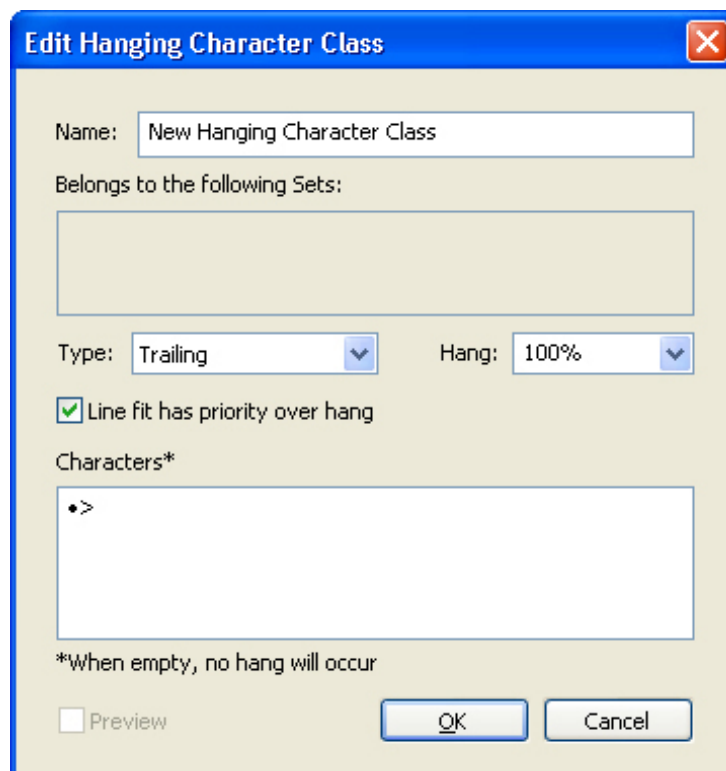 Edit Hanging Character Class
Name: New Hanging Character Class
Belongs to the following Sets:
Type: Trailing Hang: 100%
Line fit has priority over hang
Characters*
•>
*When empty, no hang will occur
Preview OK Cancel